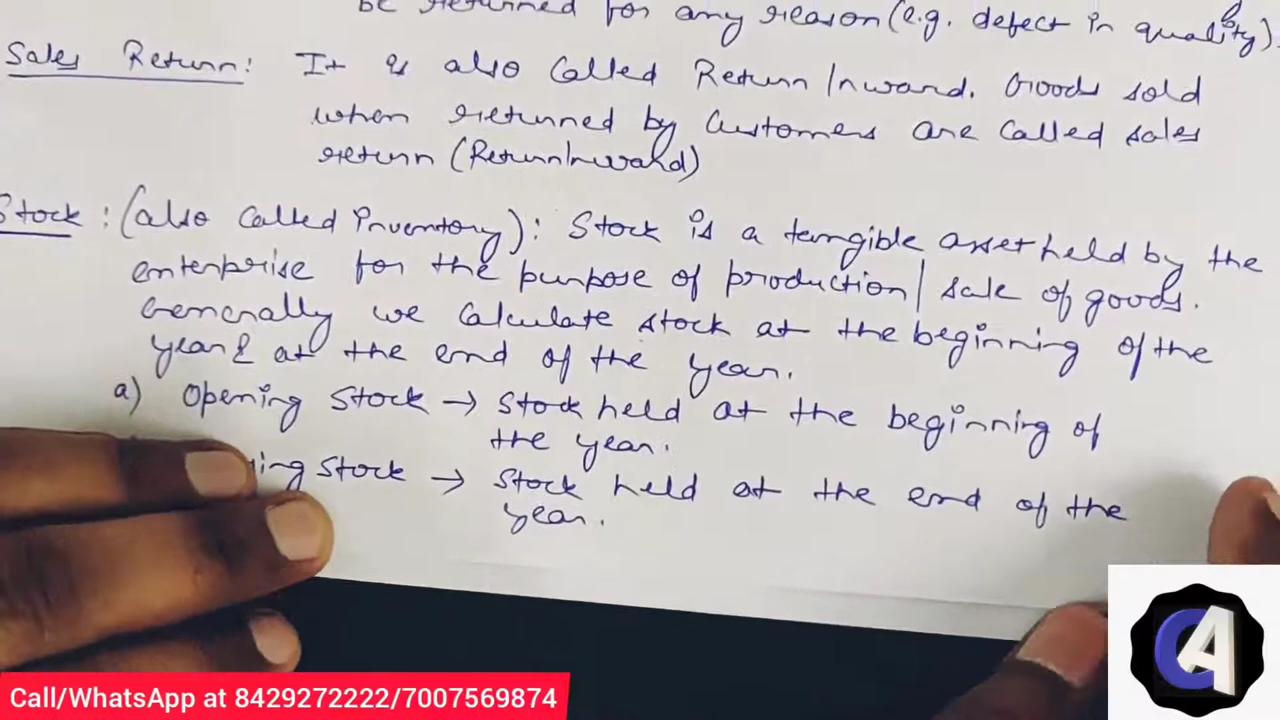 be returned for any reason (e.g. defect in quality).
Sales Return: It is also called Return Inward. Goods sold
when returned by customers are called sales
return (Return Inward)
Stock : (also called inventory): Stock is a tangible asset held by the
enterprise for the purpose of production/ sale of goods.
Generally we calculate stock at the beginning of the
year & at the end of the year.
a) Opening Stock → Stock held at the beginning of
the year.
ing Stock → Stock held at the end of the
year.
CA
Call/WhatsApp at 8429272222/7007569874